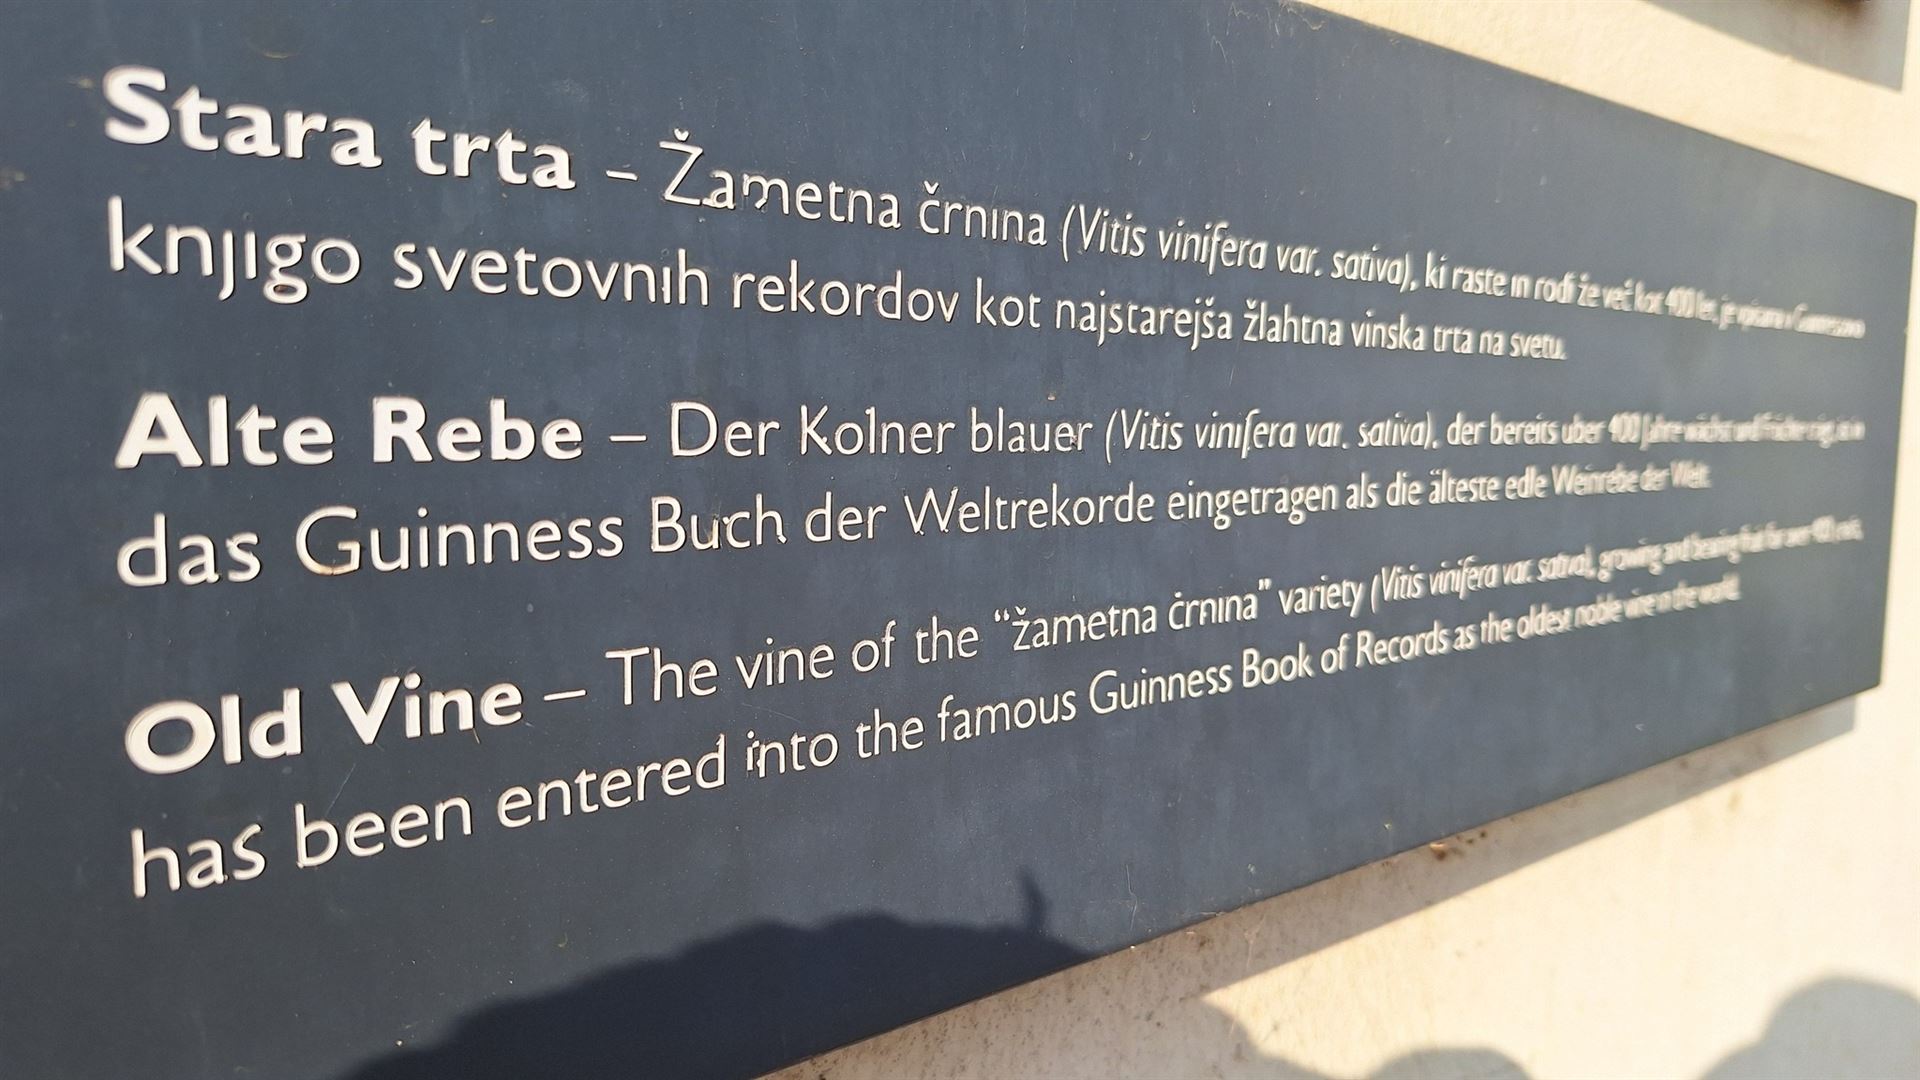 Stara trta – Žametna črnina (Vitis vinifera var. sativa), ki raste in rodi že več kot 400 let, je vpisana v Guinnessovo
knjigo svetovnih rekordov kot najstarejša žlahtna vinska trta na svetu.
Alte Rebe – Der Kolner blauer (Vitis vinifera var. sativa), der bereits uber 400 Jahre wächst und
das Guinness Buch der Weltrekorde eingetragen als die älteste edle Weinrebe der Welt.
Old Vine – The vine of the “žametna črnina” variety (Vitis vinifera var. sativa), growing and bearing fruit for over 400
has been entered into the famous Guinness Book of Records as the oldest noble vine in the world.